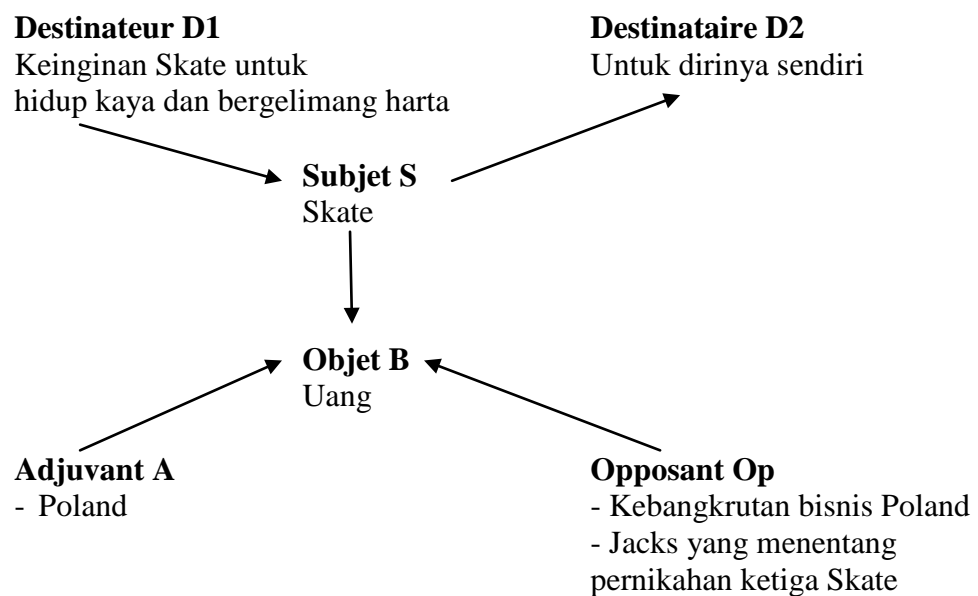 Destinateur D1
Keinginan Skate untuk
hidup kaya dan bergelimang harta
Destinataire D2
Untuk dirinya sendiri
Subjet S
Skate
Objet B
Uang
Adjuvant A
- Poland
Opposant Op
- Kebangkrutan bisnis Poland
- Jacks yang menentang
pernikahan ketiga Skate